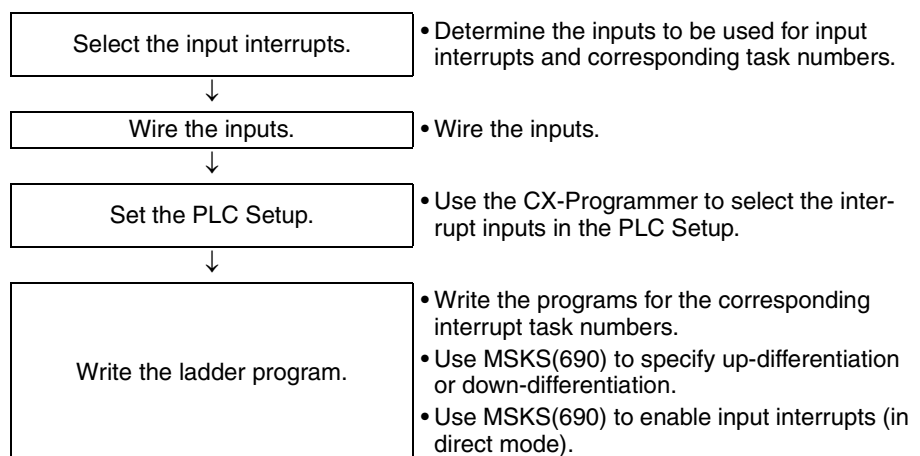 Select the input interrupts.
• Determine the inputs to be used for input
interrupts and corresponding task numbers.
↓
Wire the inputs.
• Wire the inputs.
↓
Set the PLC Setup.
• Use the CX-Programmer to select the inter-
rupt inputs in the PLC Setup.
↓
Write the ladder program.
• Write the programs for the corresponding
interrupt task numbers.
• Use MSKS(690) to specify up-differentiation
or down-differentiation.
• Use MSKS(690) to enable input interrupts (in
direct mode).